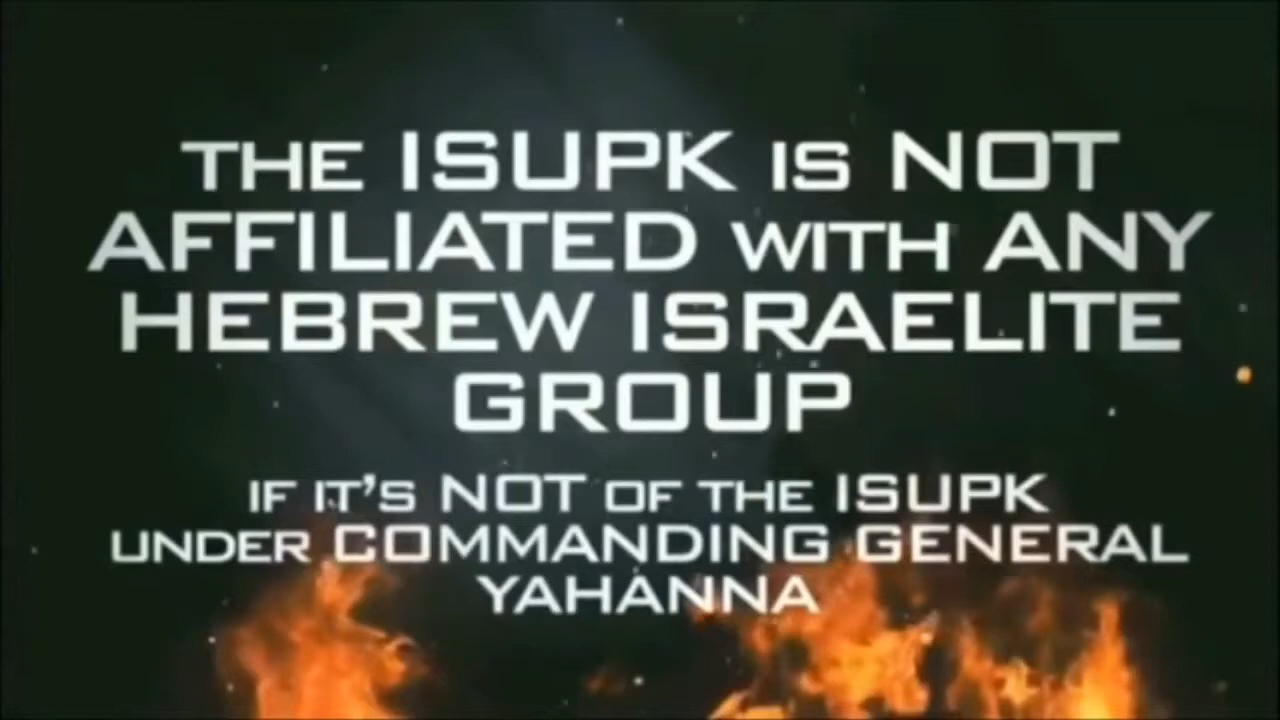 THE ISUPK IS NOT
AFFILIATED WITH ANY
HEBREW ISRAELITE
GROUP
IF IT'S NOT OF THE ISUPK
UNDER COMMANDING GENERAL
YAHANNA